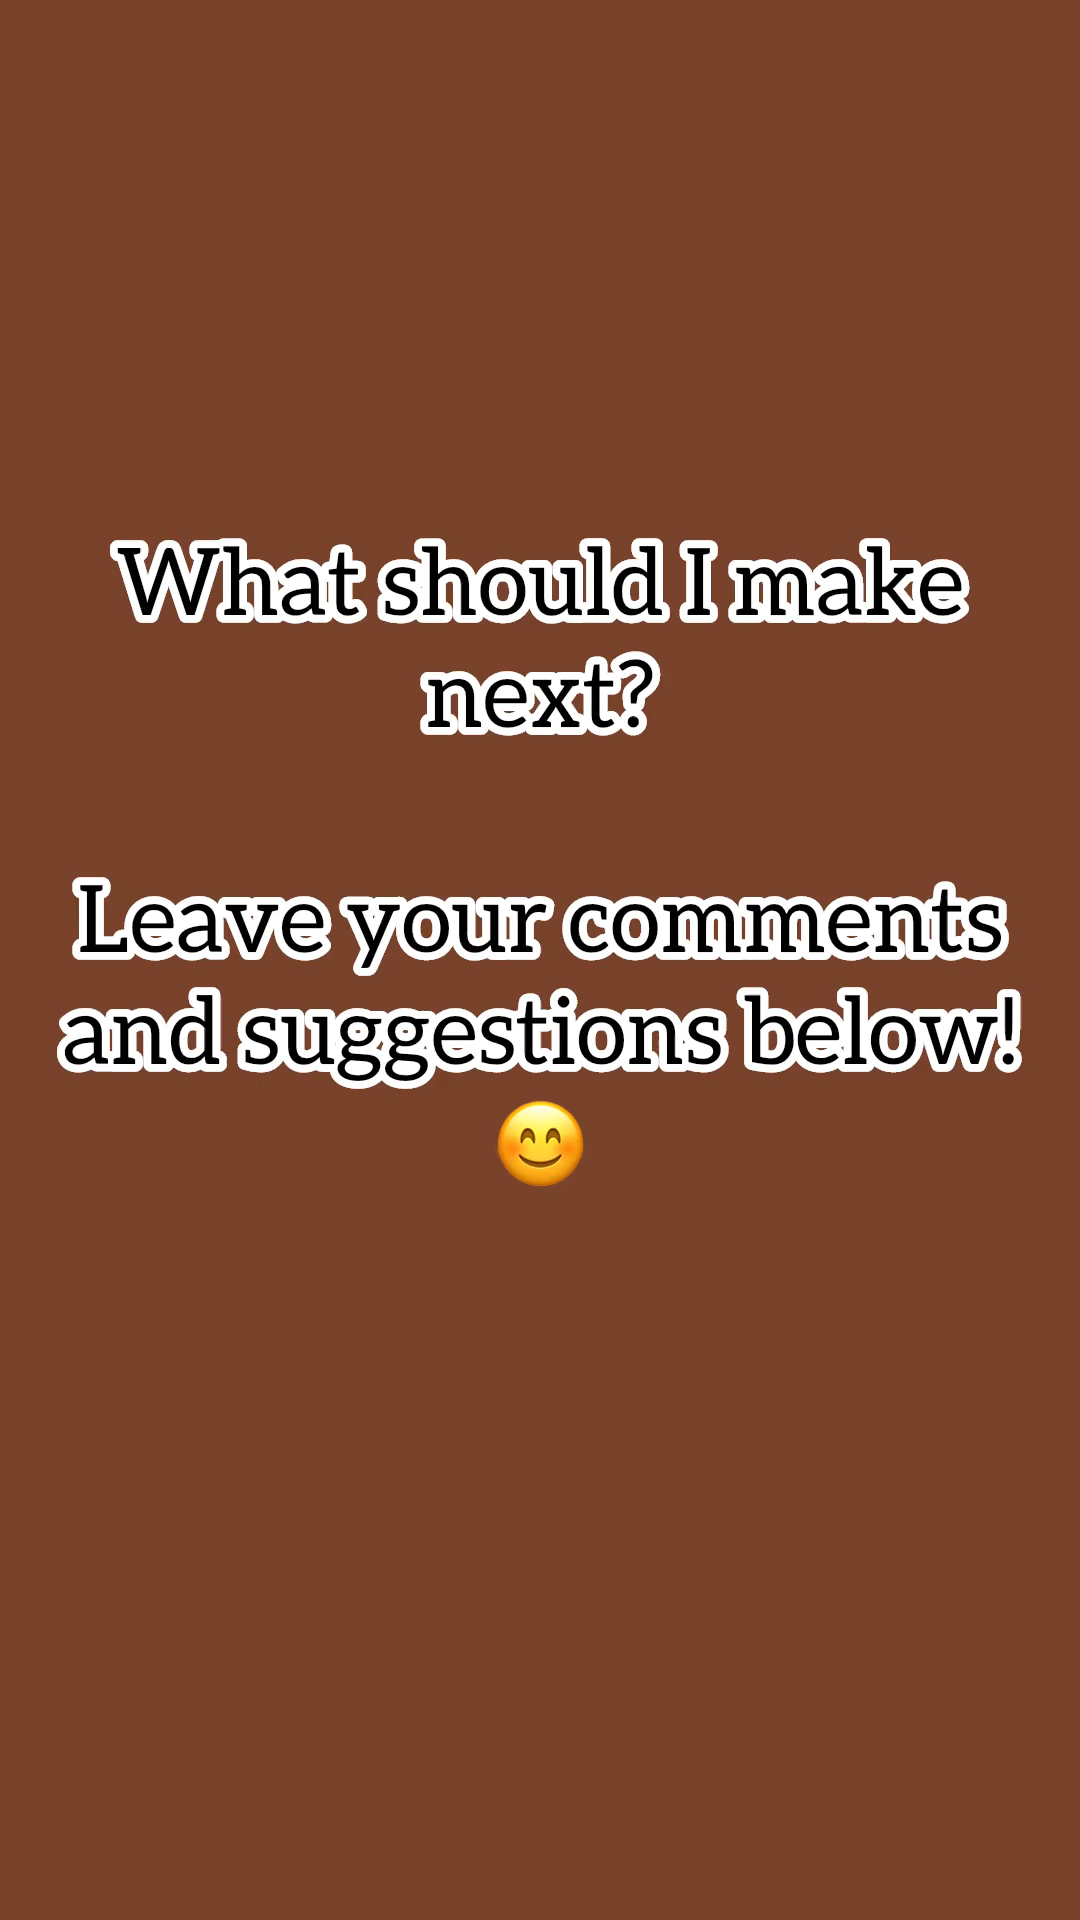 What should I make
next?
Leave your comments
and suggestions below!
😊